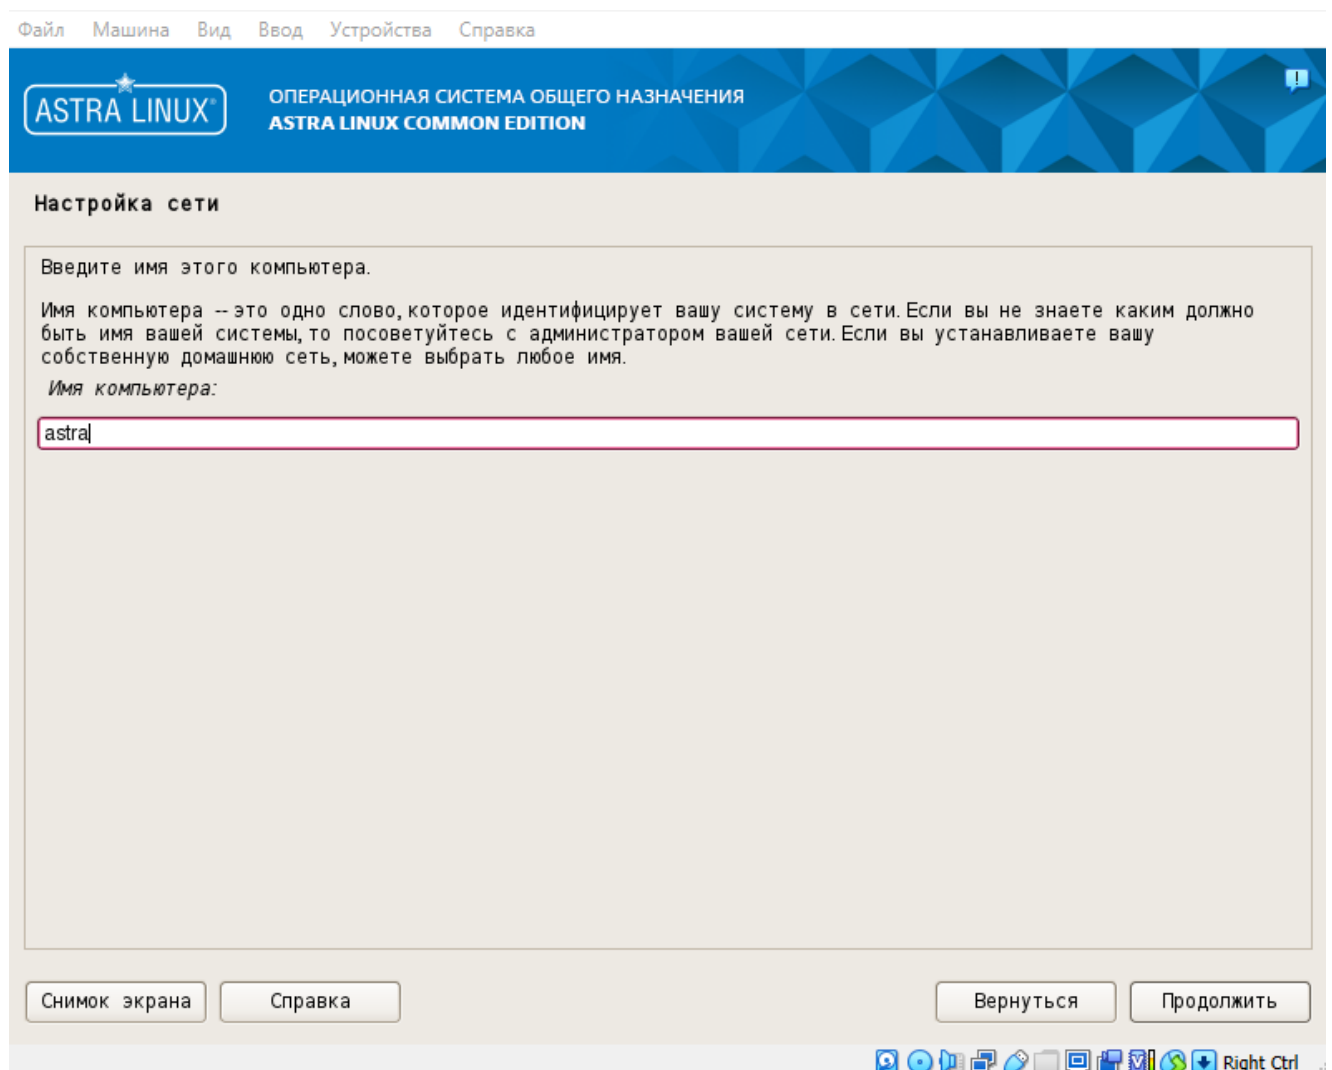 Файл Машина Вид Ввод Устройства Справка
ASTRA LINUX®
ОПЕРАЦИОННАЯ СИСТЕМА ОБЩЕГО НАЗНАЧЕНИЯ
ASTRA LINUX COMMON EDITION
Настройка сети
Введите имя этого компьютера.
Имя компьютера -- это одно слово, которое идентифицирует вашу систему в сети. Если вы не знаете каким должно
быть имя вашей системы, то посоветуйтесь с администратором вашей сети. Если вы устанавливаете вашу
собственную домашнюю сеть, можете выбрать любое имя.
Имя компьютера:
astra
Снимок экрана Справка Вернуться Продолжить
Right Ctrl